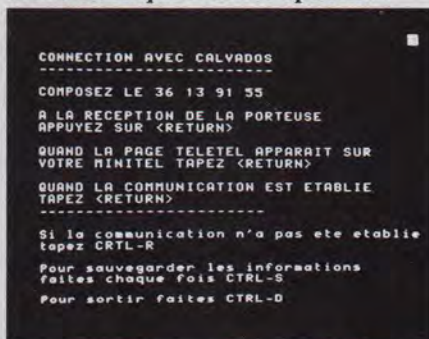 CONNECTION AVEC CALVADOS
-------------------------
COMPOSEZ LE 36 13 91 55
A LA RECEPTION DE LA PORTEUSE
APPUYEZ SUR <RETURN>
QUAND LA PAGE TELETEL APPARAIT SUR
VOTRE MINITEL TAPEZ <RETURN>
QUAND LA COMMUNICATION EST ETABLIE
TAPEZ <RETURN>
------------------------
Si la communication n'a pas ete etablie
tapez CRTL-R
Pour sauvegarder les informations
faites chaque fois CTRL-S
Pour sortir faites CTRL-D